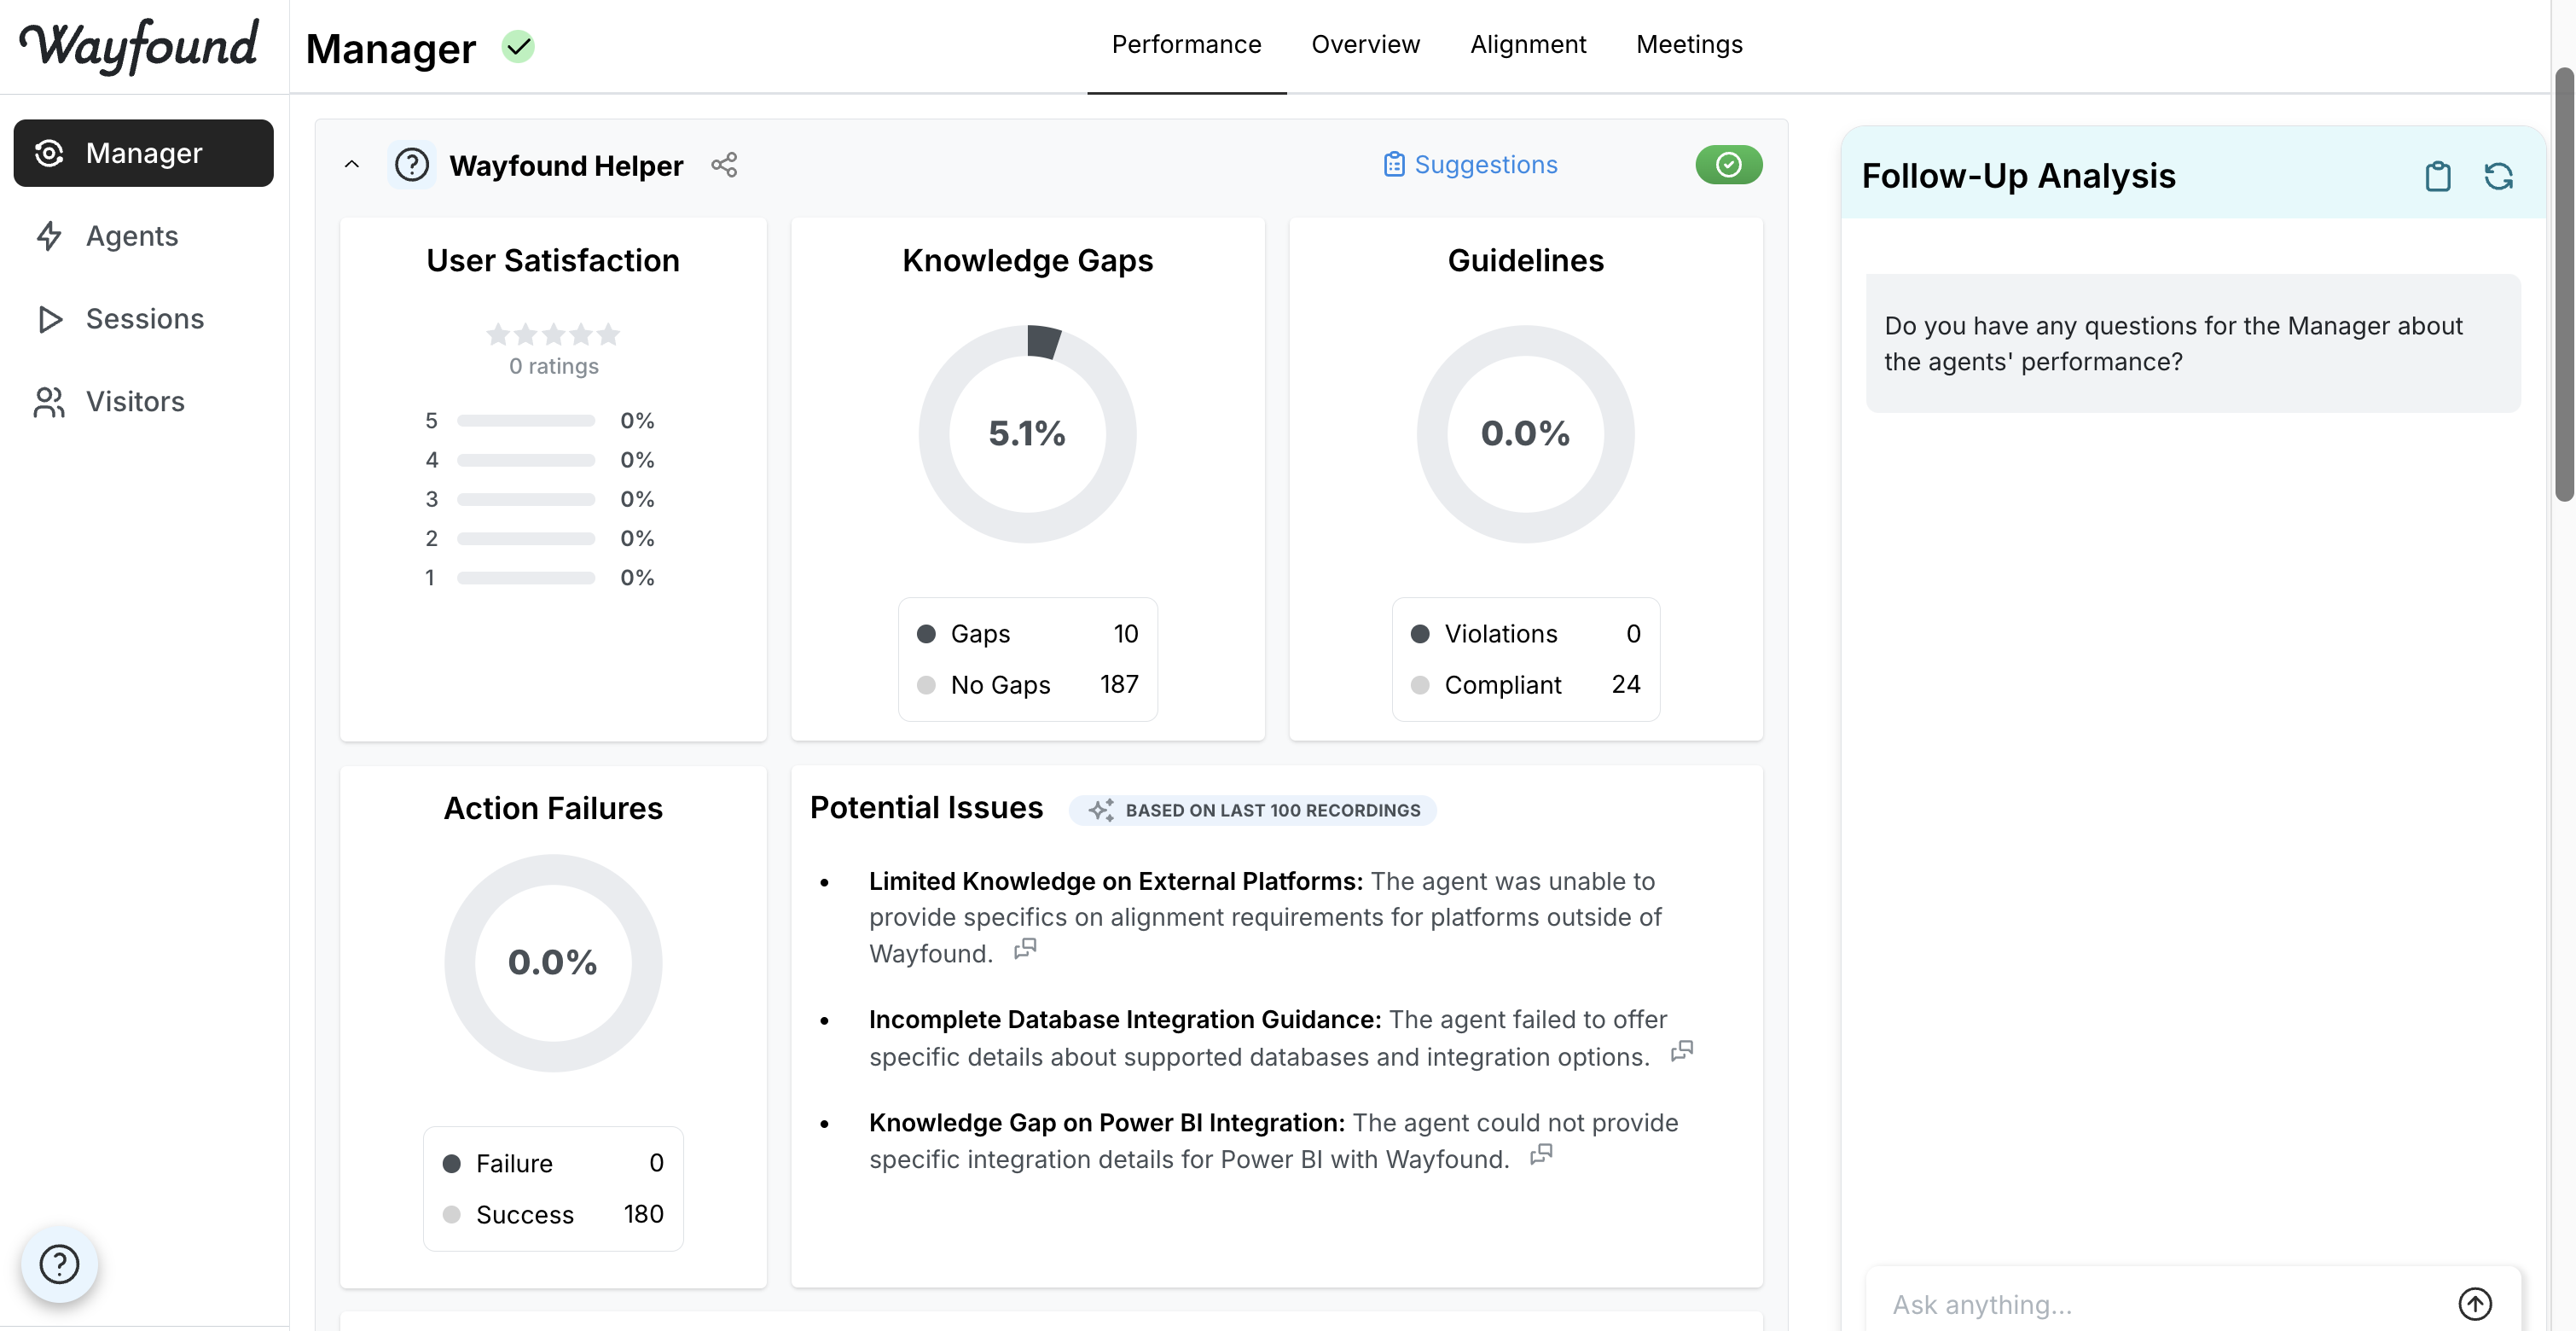 Wayfound
Manager
Performance
Overview
Alignment
Meetings
Manager
Agents
Sessions
Visitors
Wayfound Helper
Suggestions
User Satisfaction
0 ratings
5 0%
4 0%
3 0%
2 0%
1 0%
Knowledge Gaps
5.1%
Gaps 10
No Gaps 187
Guidelines
0.0%
Violations 0
Compliant 24
Action Failures
0.0%
Failure 0
Success 180
Potential Issues
BASED ON LAST 100 RECORDINGS
• Limited Knowledge on External Platforms: The agent was unable to
provide specifics on alignment requirements for platforms outside of
Wayfound.
• Incomplete Database Integration Guidance: The agent failed to offer
specific details about supported databases and integration options.
• Knowledge Gap on Power BI Integration: The agent could not provide
specific integration details for Power BI with Wayfound.
Follow-Up Analysis
Do you have any questions for the Manager about
the agents' performance?
Ask anything...